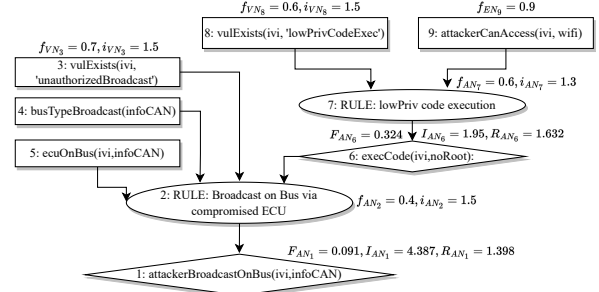 f_{VN_8} = 0.6, i_{VN_8} = 1.5
f_{EN_9} = 0.9
8: vulExists(ivi, 'lowPrivCodeExec')
9: attackerCanAccess(ivi, wifi)
f_{VN_3} = 0.7, i_{VN_3} = 1.5
3: vulExists(ivi,
'unauthorizedBroadcast')
f_{AN_7} = 0.6, i_{AN_7} = 1.3
7: RULE: lowPriv code execution
4: busTypeBroadcast(infoCAN)
F_{AN_6} = 0.324 I_{AN_6} = 1.95, R_{AN_6} = 1.632
5: ecuOnBus(ivi,infoCAN)
6: execCode(ivi,noRoot):
2: RULE: Broadcast on Bus via
compromised ECU
f_{AN_2} = 0.4, i_{AN_2} = 1.5
F_{AN_1} = 0.091, I_{AN_1} = 4.387, R_{AN_1} = 1.398
1: attackerBroadcastOnBus(ivi,infoCAN)